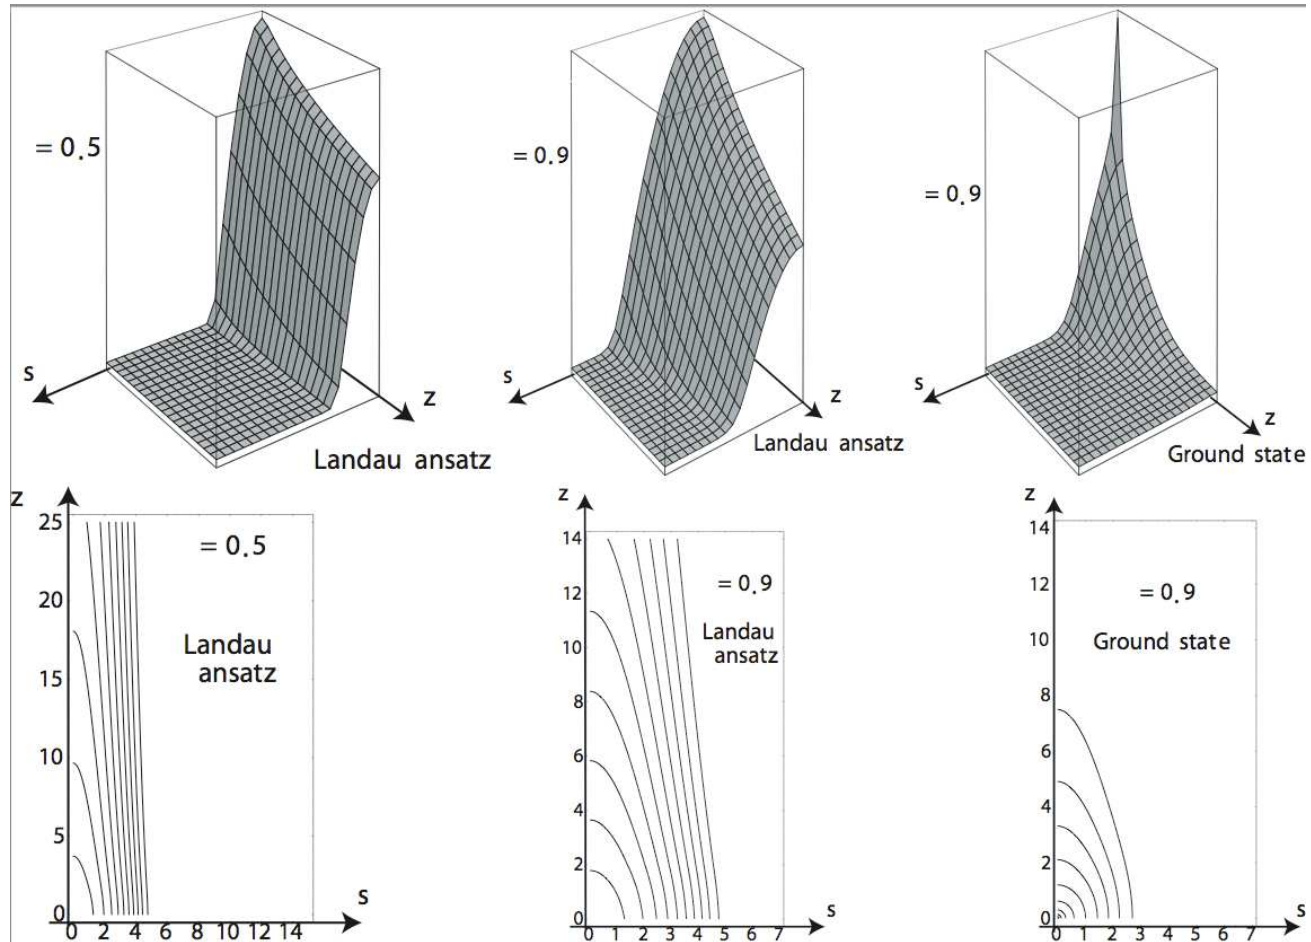 = 0.5
s
z
Landau ansatz
= 0.9
s
z
Landau ansatz
= 0.9
s
z
Ground state
z
25
20
15
10
5
0
= 0.5
Landau
ansatz
s
0 2 4 6 8 10 12 14
z
14
12
10
8
6
4
2
0
= 0.9
Landau
ansatz
s
0 1 2 3 4 5 6 7
z
14
12
10
8
6
4
2
0
= 0.9
Ground state
s
0 1 2 3 4 5 6 7